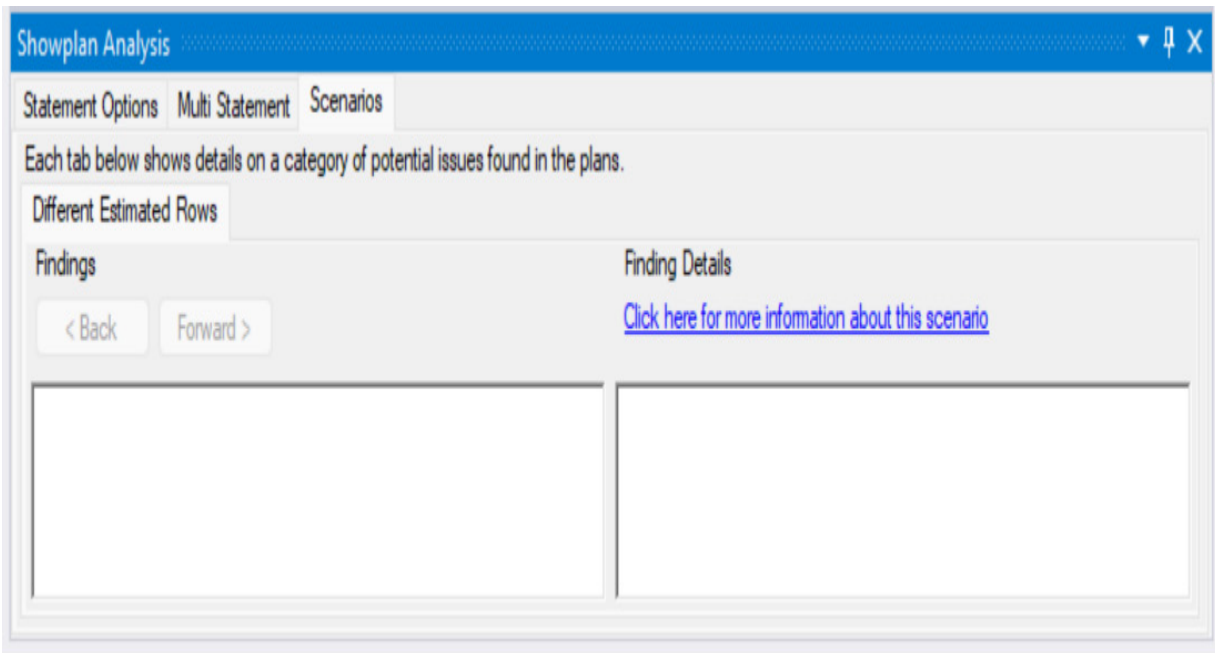 Showplan Analysis
Statement Options Multi Statement Scenarios
Each tab below shows details on a category of potential issues found in the plans.
Different Estimated Rows
Findings
< Back Forward >
Finding Details
Click here for more information about this scenario